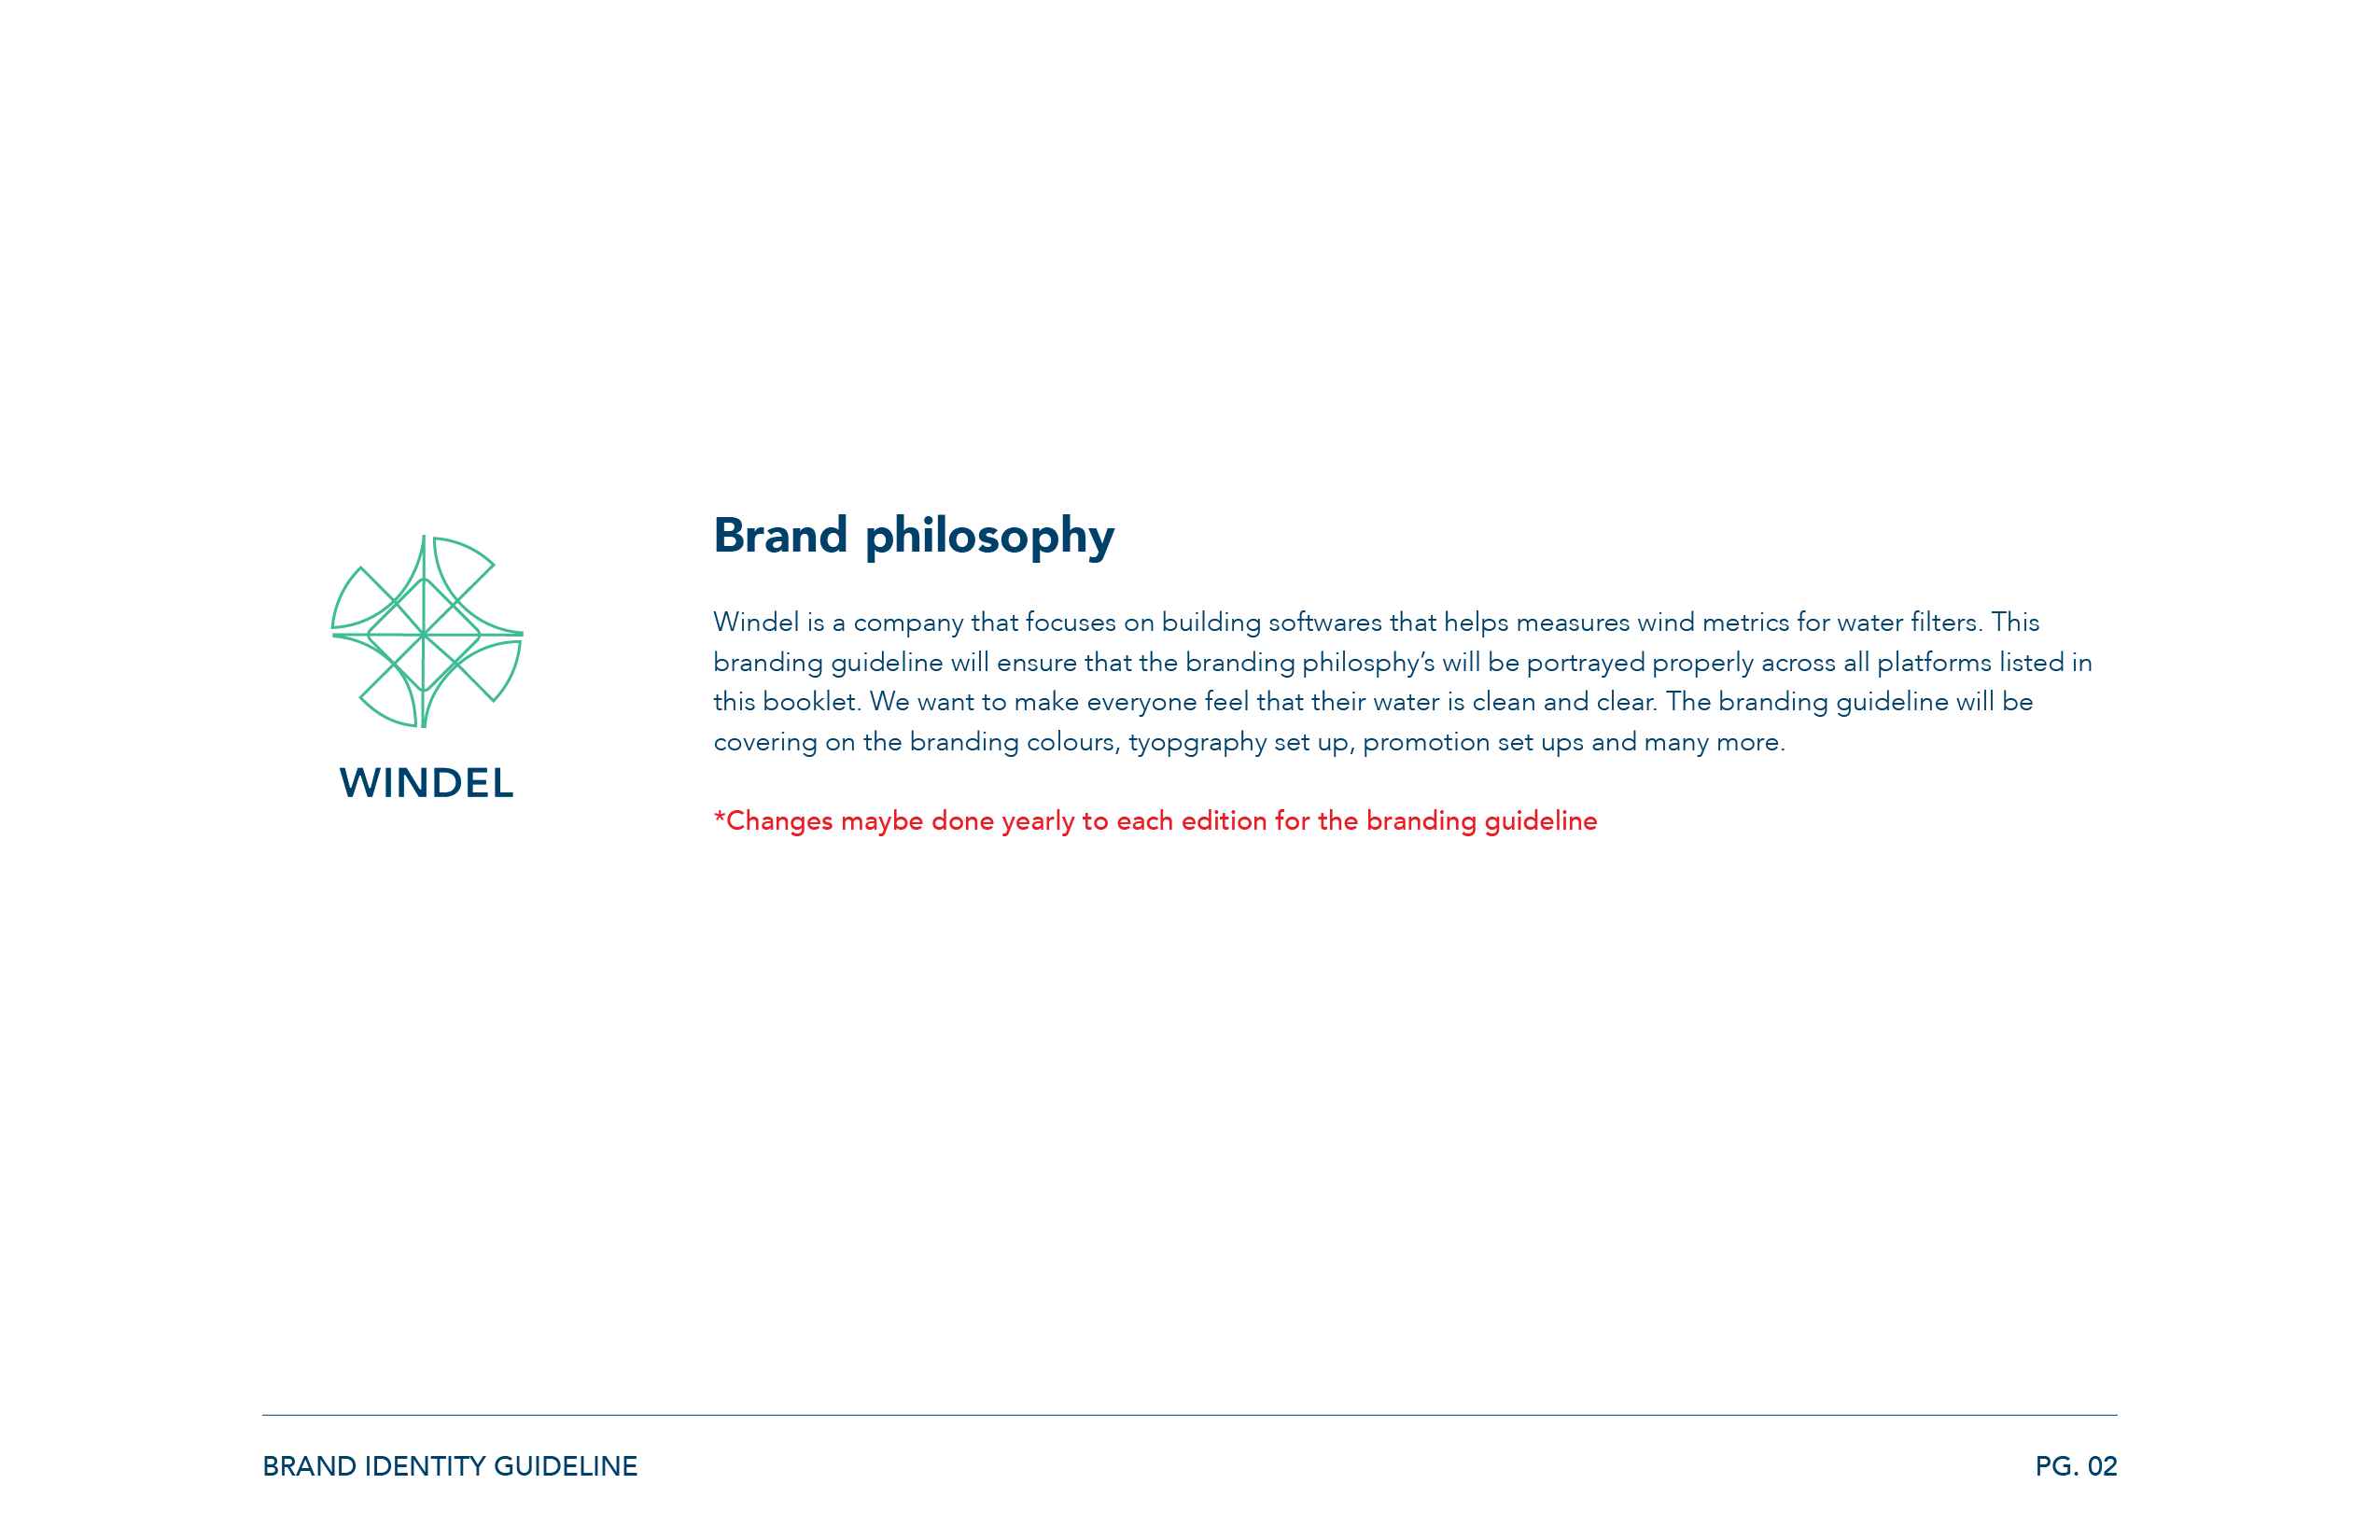 WINDEL
Brand philosophy
Windel is a company that focuses on building softwares that helps measures wind metrics for water filters. This
branding guideline will ensure that the branding philosphy’s will be portrayed properly across all platforms listed in
this booklet. We want to make everyone feel that their water is clean and clear. The branding guideline will be
covering on the branding colours, tyopgraphy set up, promotion set ups and many more.
*Changes maybe done yearly to each edition for the branding guideline
BRAND IDENTITY GUIDELINE
PG. 02